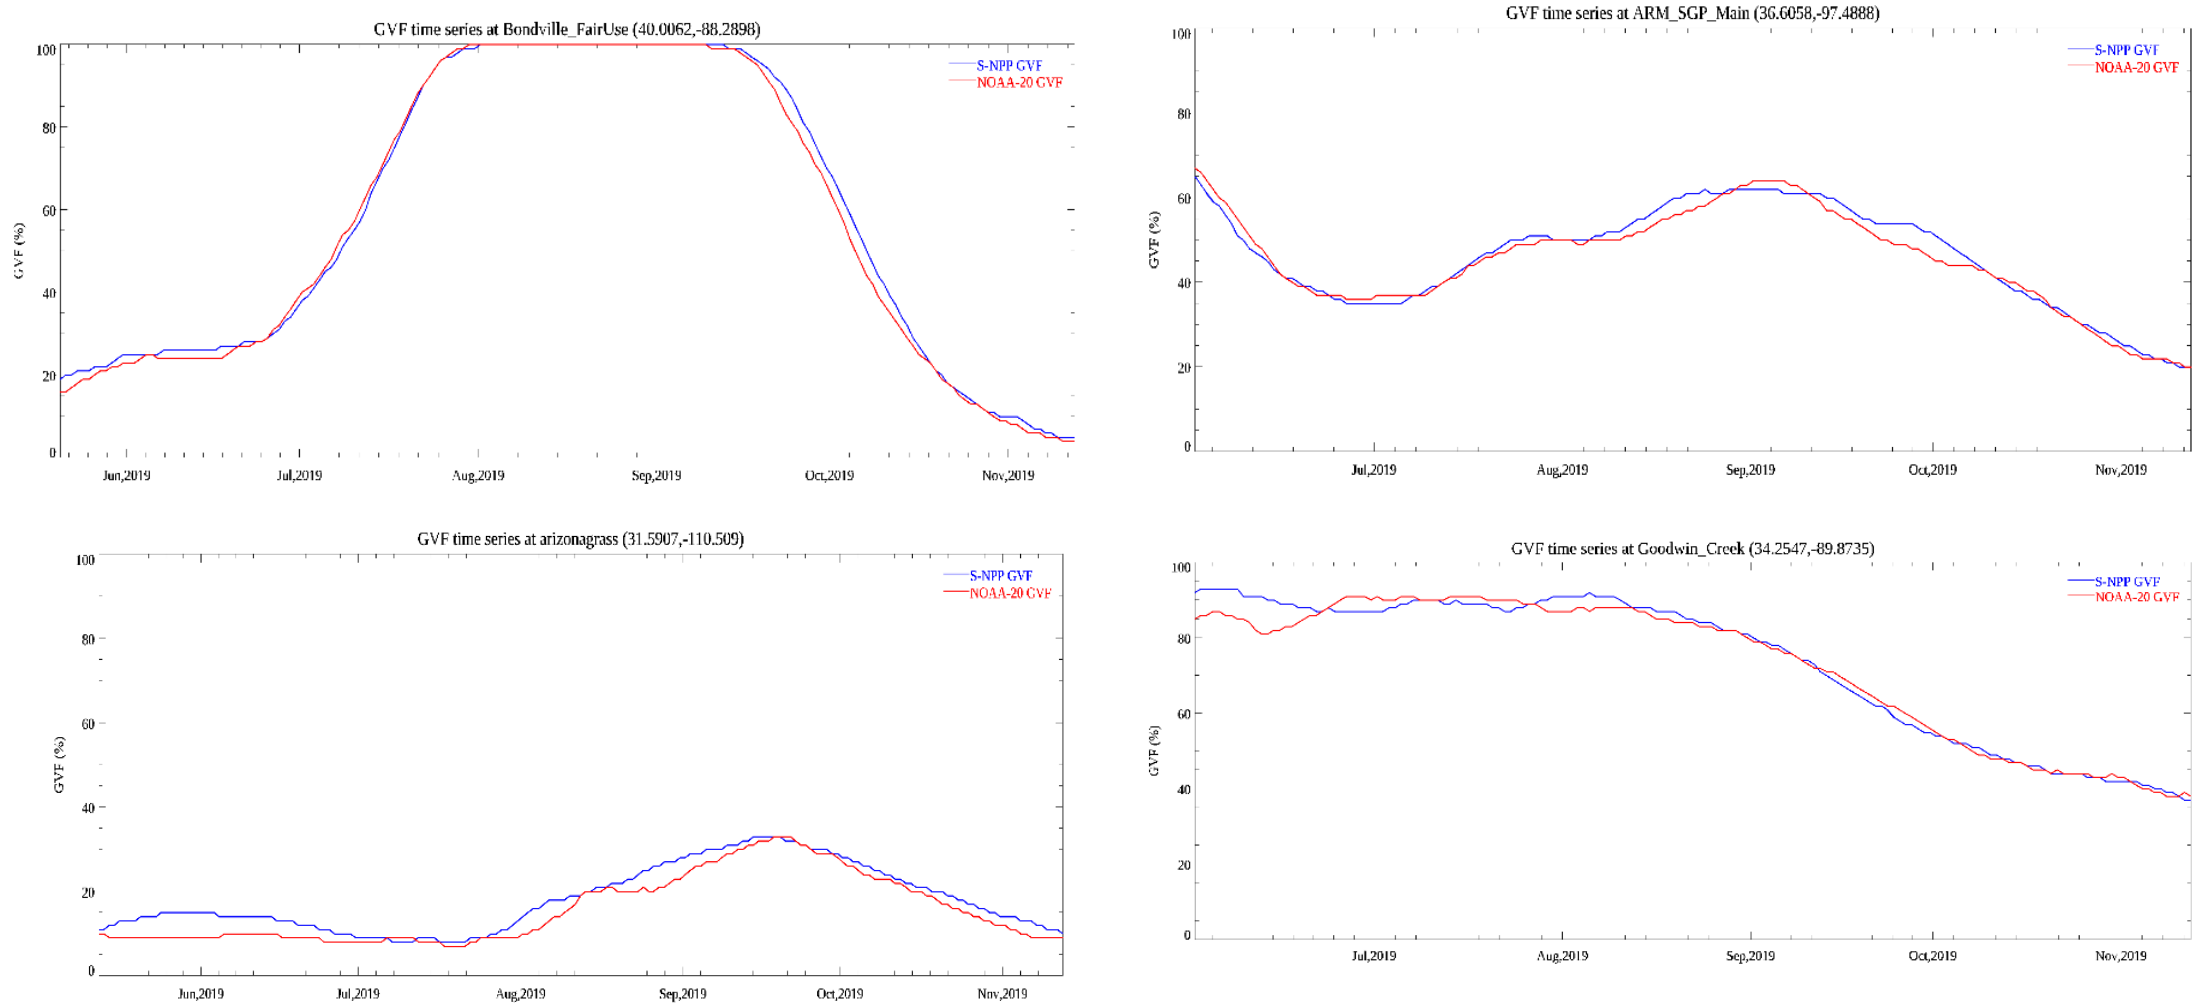 GVF time series at Bondville_FairUse (40.0062,-88.2898)
100
80
60
40
20
0
GVF (%)
S-NPP GVF
NOAA-20 GVF
Jun,2019 Jul,2019 Aug,2019 Sep,2019 Oct,2019 Nov,2019
GVF time series at ARM_SGP_Main (36.6058,-97.4888)
100
80
60
40
20
0
GVF (%)
S-NPP GVF
NOAA-20 GVF
Jul,2019 Aug,2019 Sep,2019 Oct,2019 Nov,2019
GVF time series at arizonagrass (31.5907,-110.509)
100
80
60
40
20
0
GVF (%)
S-NPP GVF
NOAA-20 GVF
Jun,2019 Jul,2019 Aug,2019 Sep,2019 Oct,2019 Nov,2019
GVF time series at Goodwin_Creek (34.2547,-89.8735)
100
80
60
40
20
0
GVF (%)
S-NPP GVF
NOAA-20 GVF
Jul,2019 Aug,2019 Sep,2019 Oct,2019 Nov,2019